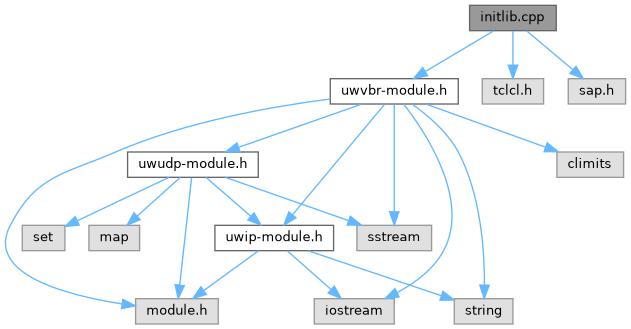 initlib.cpp
uwvbr-module.h
tclcl.h
sap.h
uwudp-module.h
climits
set
map
uwip-module.h
sstream
module.h
iostream
string